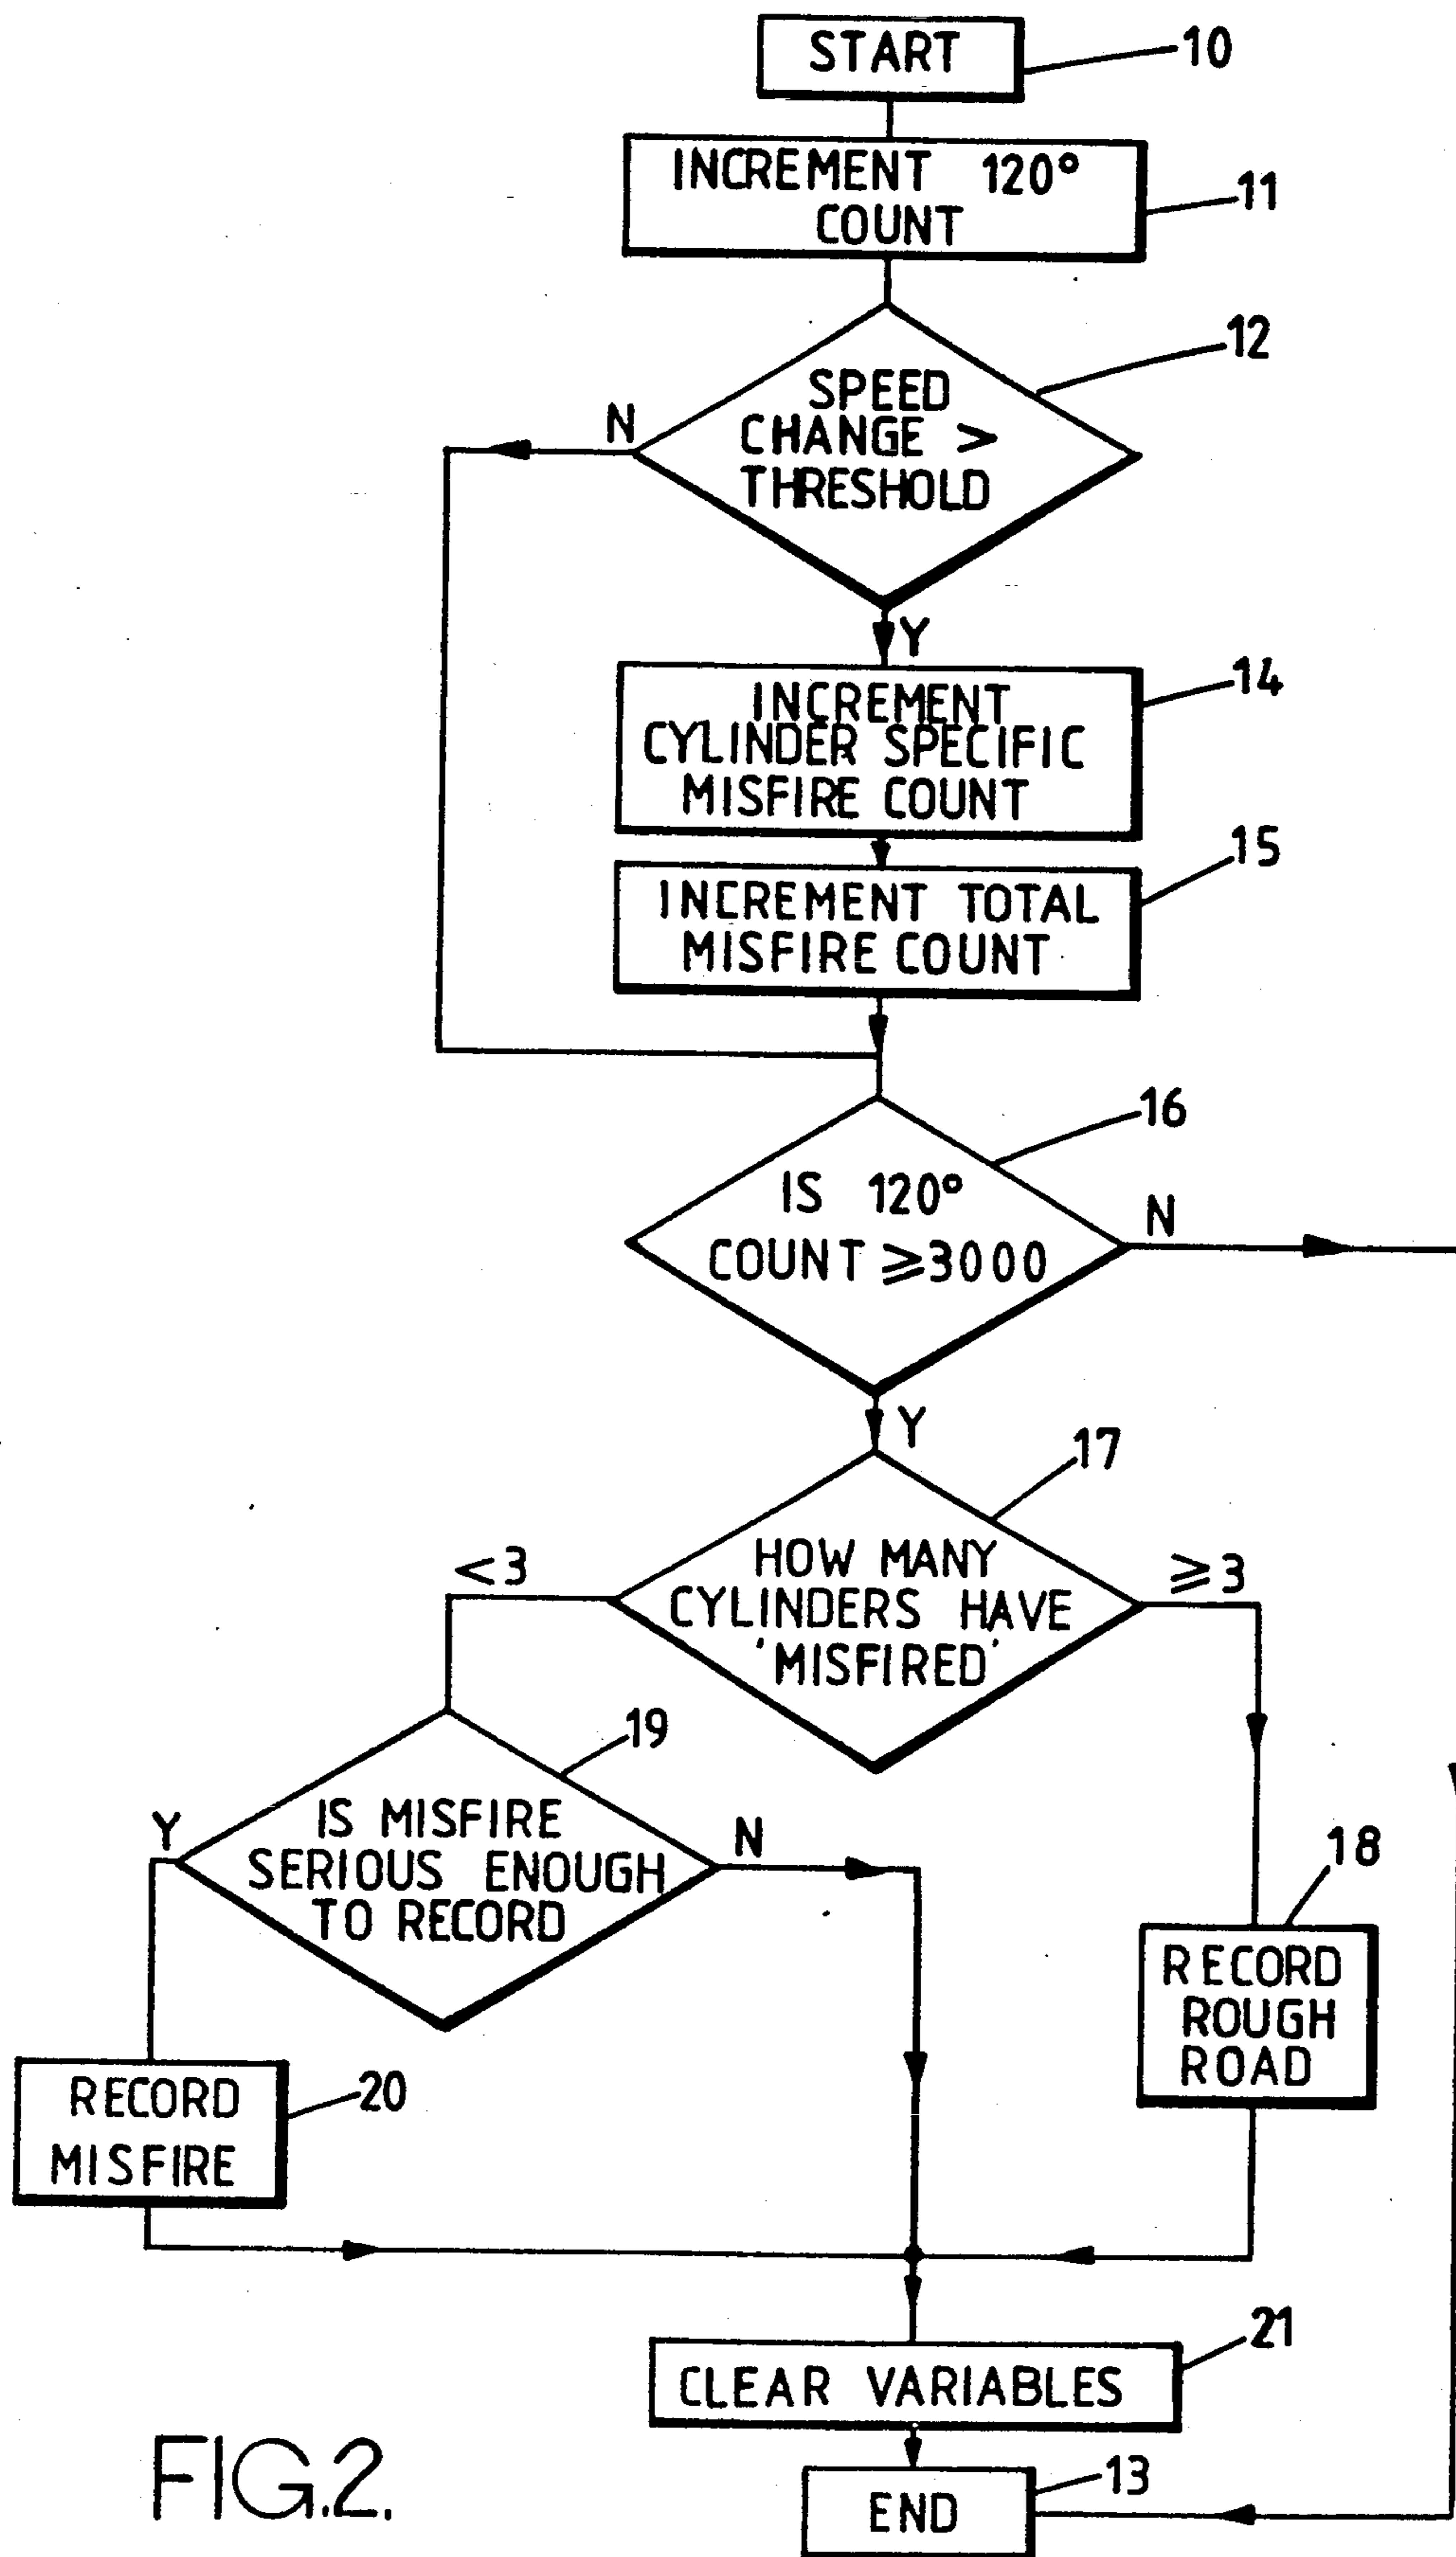 START
10
INCREMENT 120°
COUNT
11
12
SPEED
CHANGE >
THRESHOLD
N
Y
14
INCREMENT
CYLINDER SPECIFIC
MISFIRE COUNT
15
INCREMENT TOTAL
MISFIRE COUNT
16
IS 120°
COUNT ⩾3000
N
Y
17
HOW MANY
CYLINDERS HAVE
'MISFIRED'
<3
⩾3
19
IS MISFIRE
SERIOUS ENOUGH
TO RECORD
Y
N
18
RECORD
ROUGH
ROAD
RECORD
MISFIRE
20
21
CLEAR VARIABLES
13
END
FIG.2.